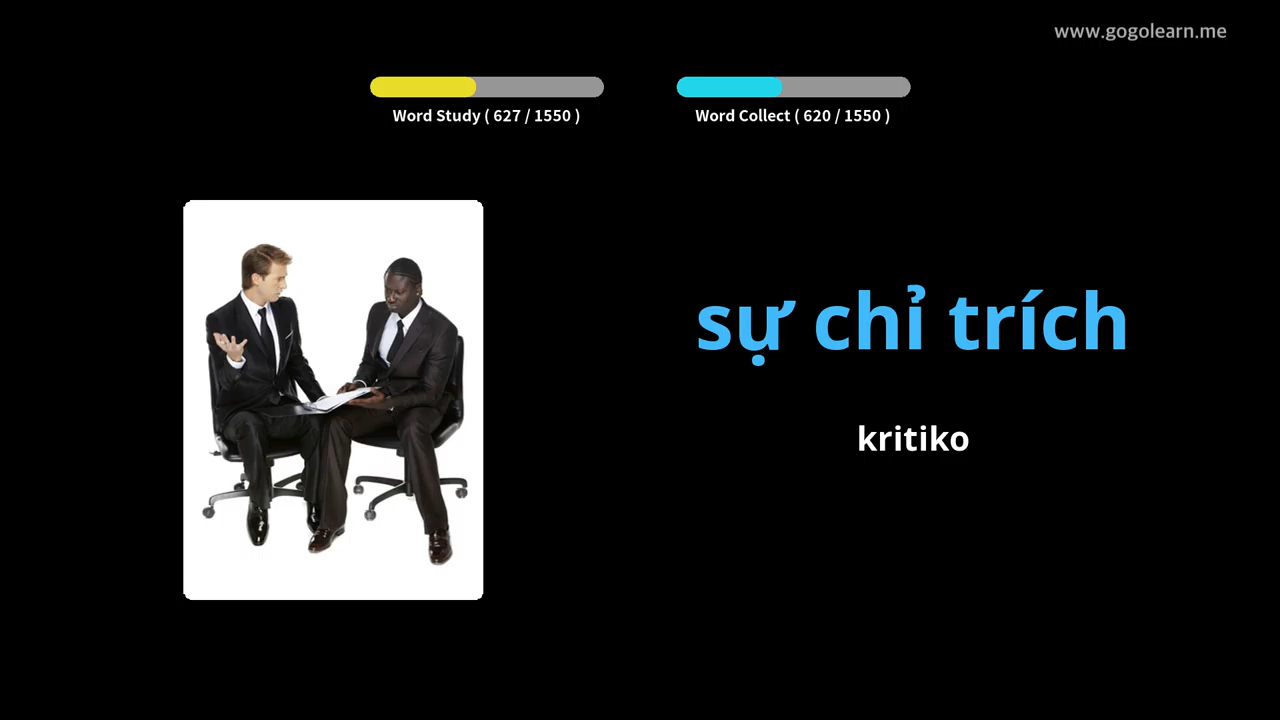 www.gogolearn.me
Word Study ( 627 / 1550 )
Word Collect ( 620 / 1550 )
sự chỉ trích
kritiko